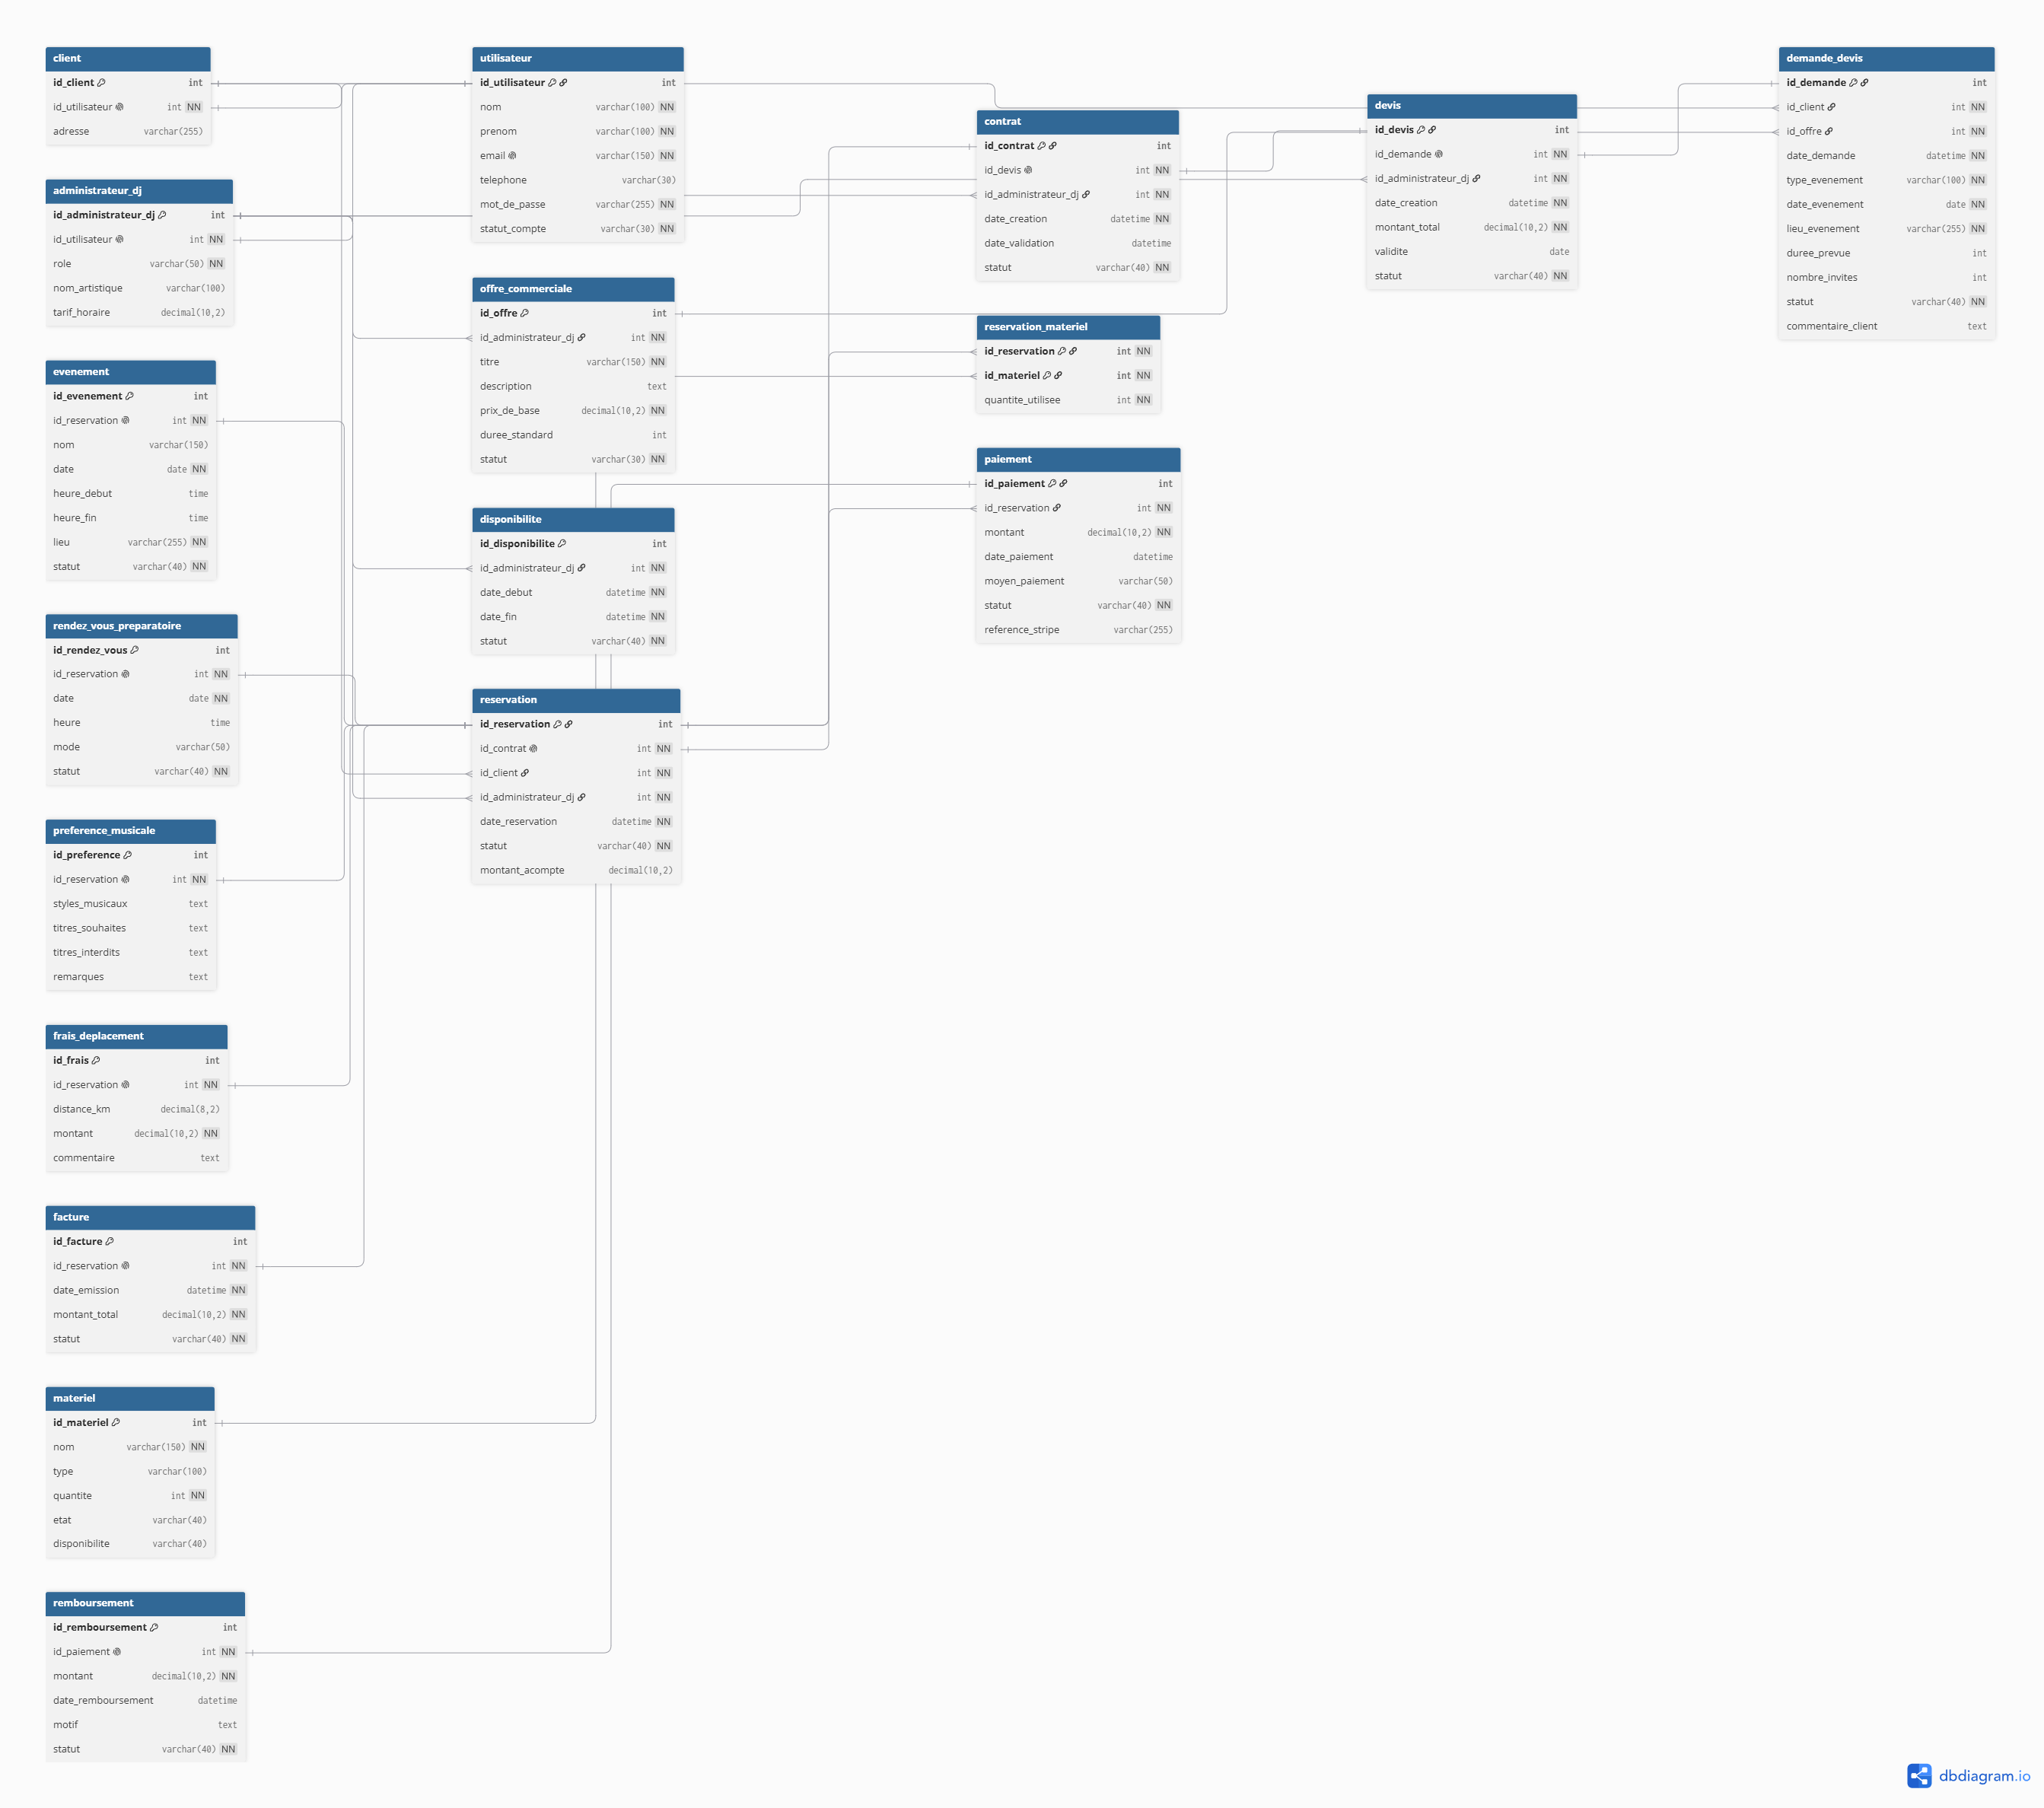 client
id_client int
id_utilisateur int NN
adresse varchar(255)
administrateur_dj
id_administrateur_dj int
id_utilisateur int NN
role varchar(50) NN
nom_artistique varchar(100)
tarif_horaire decimal(10,2)
evenement
id_evenement int
id_reservation int NN
nom varchar(150)
date date NN
heure_debut time
heure_fin time
lieu varchar(255) NN
statut varchar(40) NN
rendez_vous_preparatoire
id_rendez_vous int
id_reservation int NN
date date NN
heure time
mode varchar(50)
statut varchar(40) NN
preference_musicale
id_preference int
id_reservation int NN
styles_musicaux text
titres_souhaites text
titres_interdits text
remarques text
frais_deplacement
id_frais int
id_reservation int NN
distance_km decimal(8,2)
montant decimal(10,2) NN
commentaire text
facture
id_facture int
id_reservation int NN
date_emission datetime NN
montant_total decimal(10,2) NN
statut varchar(40) NN
materiel
id_materiel int
nom varchar(150) NN
type varchar(100)
quantite int NN
etat varchar(40)
disponibilite varchar(40)
remboursement
id_remboursement int
id_paiement int NN
montant decimal(10,2) NN
date_remboursement datetime
motif text
statut varchar(40) NN
utilisateur
id_utilisateur int
nom varchar(100) NN
prenom varchar(100) NN
email varchar(150) NN
telephone varchar(30)
mot_de_passe varchar(255) NN
statut_compte varchar(30) NN
offre_commerciale
id_offre int
id_administrateur_dj int NN
titre varchar(150) NN
description text
prix_de_base decimal(10,2) NN
duree_standard int
statut varchar(30) NN
disponibilite
id_disponibilite int
id_administrateur_dj int NN
date_debut datetime NN
date_fin datetime NN
statut varchar(40) NN
reservation
id_reservation int
id_contrat int NN
id_client int NN
id_administrateur_dj int NN
date_reservation datetime NN
statut varchar(40) NN
montant_acompte decimal(10,2)
contrat
id_contrat int
id_devis int NN
id_administrateur_dj int NN
date_creation datetime NN
date_validation datetime
statut varchar(40) NN
reservation_materiel
id_reservation int NN
id_materiel int NN
quantite_utilisee int NN
paiement
id_paiement int
id_reservation int NN
montant decimal(10,2) NN
date_paiement datetime
moyen_paiement varchar(50)
statut varchar(40) NN
reference_stripe varchar(255)
devis
id_devis int
id_demande int NN
id_administrateur_dj int NN
date_creation datetime NN
montant_total decimal(10,2) NN
validite date
statut varchar(40) NN
demande_devis
id_demande int
id_client int NN
id_offre int NN
date_demande datetime NN
type_evenement varchar(100) NN
date_evenement date NN
lieu_evenement varchar(255) NN
duree_prevue int
nombre_invites int
statut varchar(40) NN
commentaire_client text
dbdiagram.io